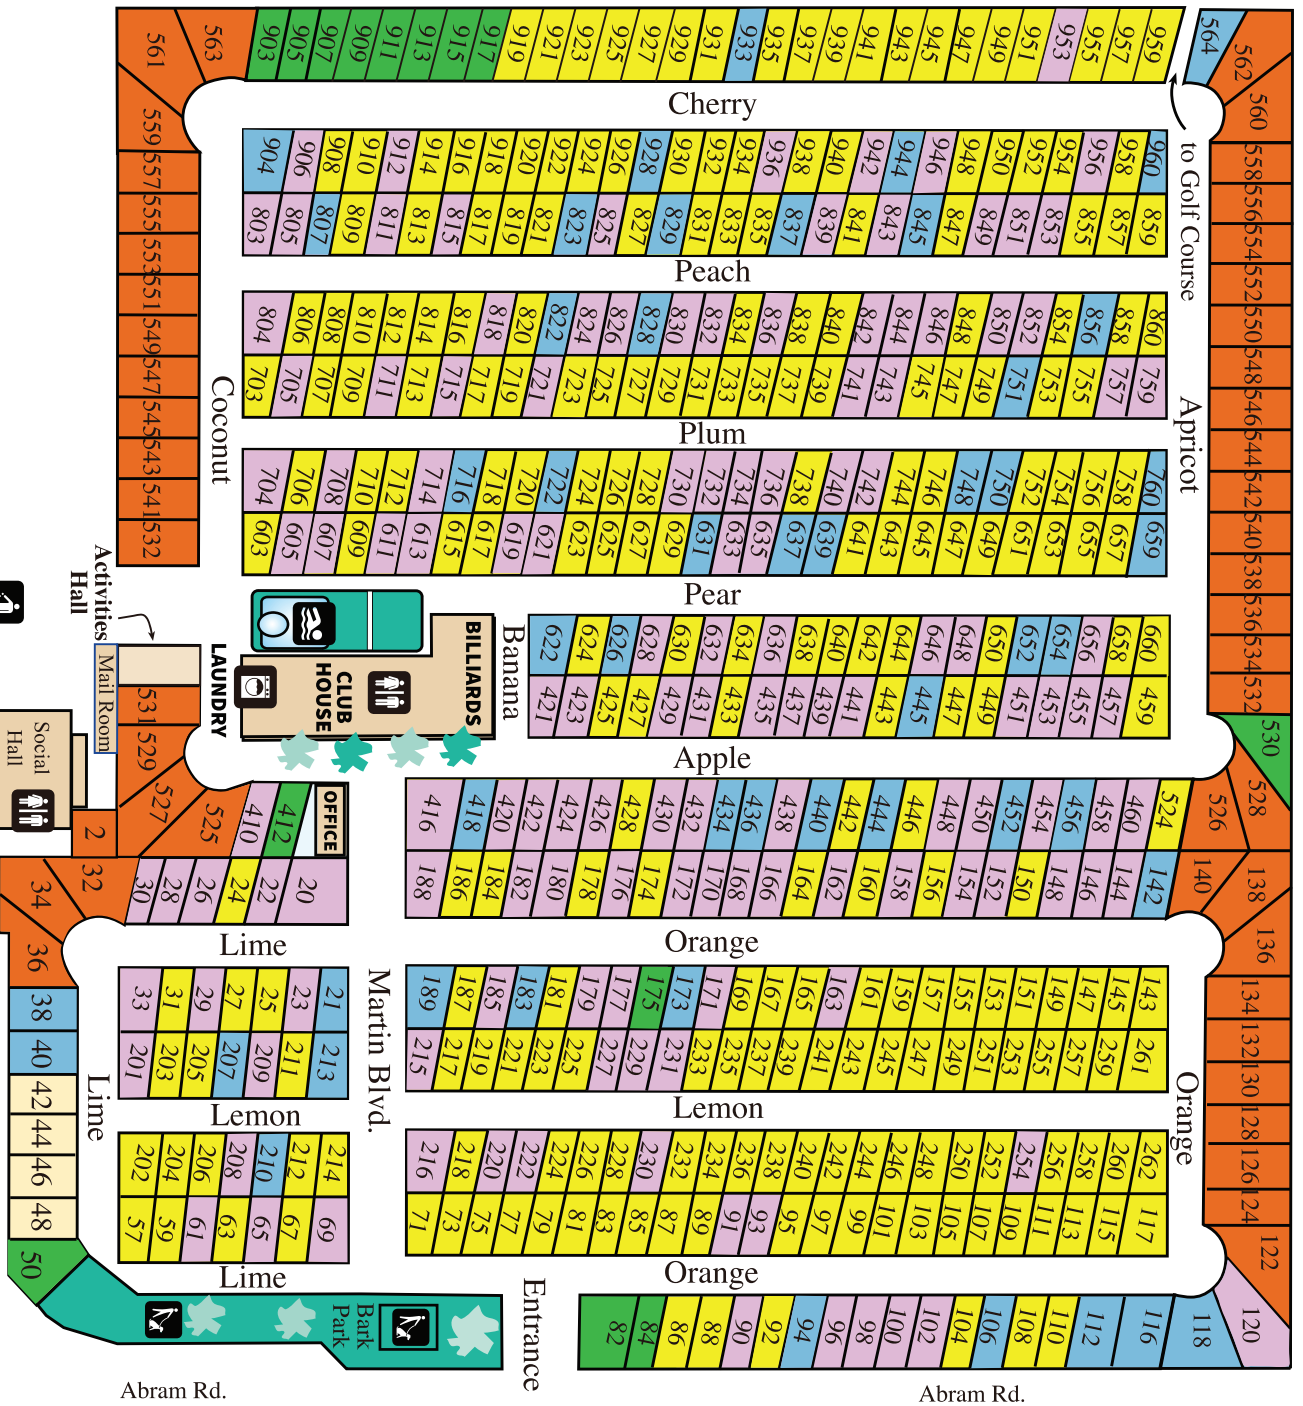 561 563 903 905 907 909 911 913 915 917 919 921 923 925 927 929 931 933 935 937 939 941 943 945 947 949 951 953 955 957 959 564 562 560
Cherry
to Golf Course
904 906 908 910 912 914 916 918 920 922 924 926 928 930 932 934 936 938 940 942 944 946 948 950 952 954 956 958 960
803 805 807 809 811 813 815 817 819 821 823 825 827 829 831 833 835 837 839 841 843 845 847 849 851 853 855 857 859
Peach
804 806 808 810 812 814 816 818 820 822 824 826 828 830 832 834 836 838 840 842 844 846 848 850 852 854 856 858 860
703 705 707 709 711 713 715 717 719 721 723 725 727 729 731 733 735 737 739 741 743 745 747 749 751 753 755 757 759
Plum
704 706 708 710 712 714 716 718 720 722 724 726 728 730 732 734 736 738 740 742 744 746 748 750 752 754 756 758 760
603 605 607 609 611 613 615 617 619 621 623 625 627 629 631 633 635 637 639 641 643 645 647 649 651 653 655 657 659
Pear
559 557 555 553 551 549 547 545 543 541 532
Coconut
Apricot
558 556 554 552 550 548 546 544 542 540 538 536 534 532
530
Activities
Hall
Mail Room
Social
Hall
LAUNDRY
CLUB
HOUSE
BILLIARDS
Banana
622 624 626 628 630 632 634 636 638 640 642 644 646 648 650 652 654 656 658 660
421 423 425 427 429 431 433 435 437 439 441 443 445 447 449 451 453 455 457 459
Apple
531 529 527 525 410 412
OFFICE
2
416 418 420 422 424 426 428 430 432 434 436 438 440 442 444 446 448 450 452 454 456 458 460 524 526 528
34 32 30 28 26 24 22 20
188 186 184 182 180 178 176 174 172 170 168 166 164 162 160 158 156 154 152 150 148 146 144 142 140 138 136
Lime
Orange
36 38 40 42 44 46 48 50
33 31 29 27 25 23 21
201 203 205 207 209 211 213
Martin Blvd.
189 187 185 183 181 179 177 175 173 171 169 167 165 163 161 159 157 155 153 151 149 147 145 143
215 217 219 221 223 225 227 229 231 233 235 237 239 241 243 245 247 249 251 253 255 257 259 261
134 132 130 128 126 124 122
Lime
Lemon
Lemon
Orange
202 204 206 208 210 212 214
57 59 61 63 65 67 69
216 218 220 222 224 226 228 230 232 234 236 238 240 242 244 246 248 250 252 254 256 258 260 262
71 73 75 77 79 81 83 85 87 89 91 93 95 97 99 101 103 105 107 109 111 113 115 117
Lime
Orange
Bark
Park
Entrance
82 84 86 88 90 92 94 96 98 100 102 104 106 108 110 112 116 118 120
Abram Rd.
Abram Rd.